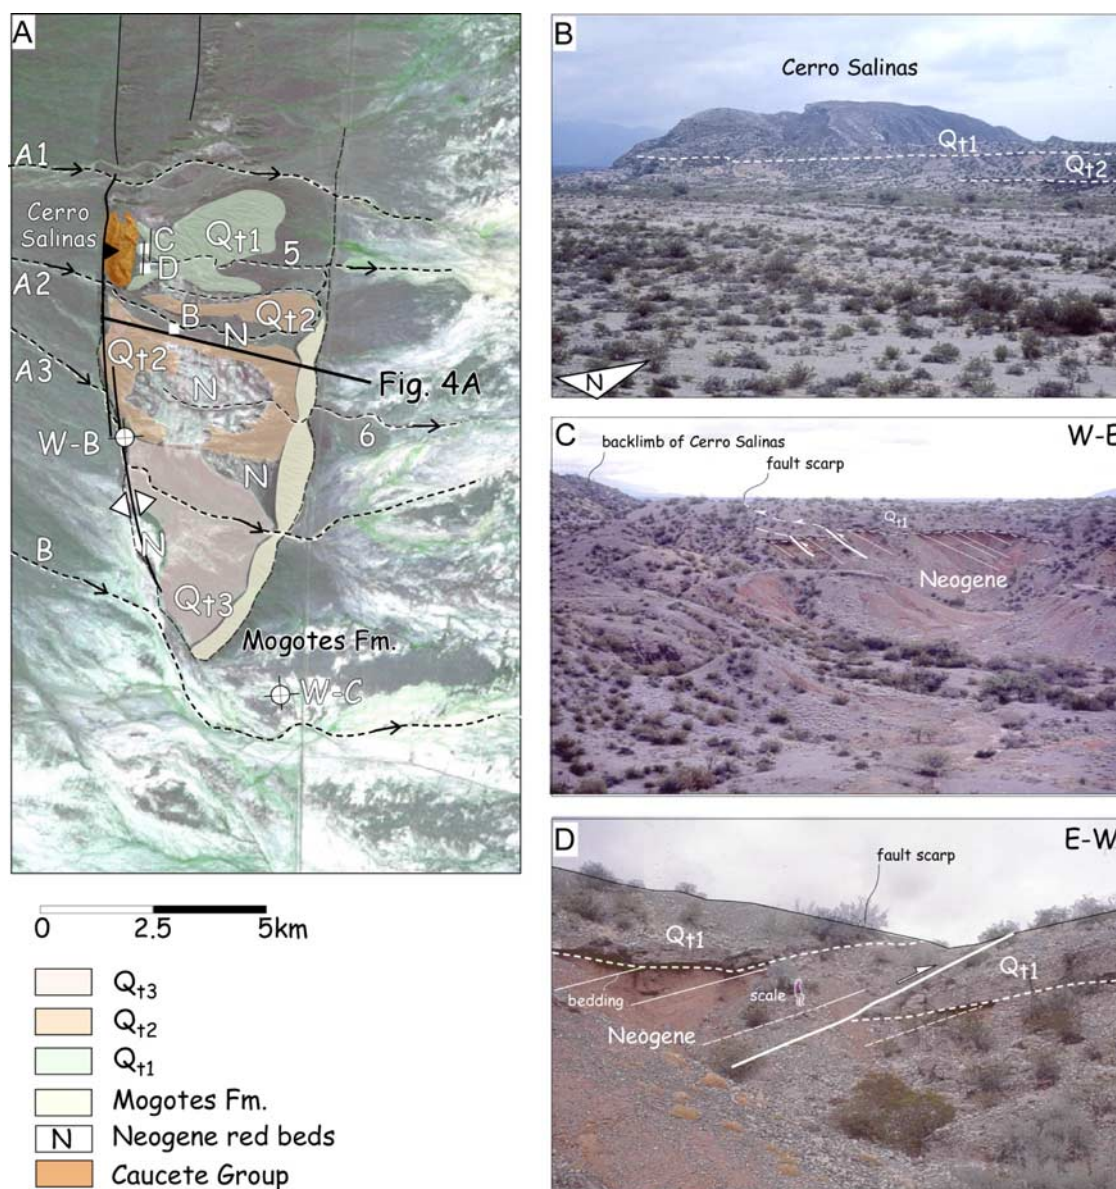 A
A1
Cerro
Salinas
C
D
Qt1
5
A2
B
N
Qt2
Qt2
A3
N
Fig. 4A
W-B
6
N
B
N
Qt3
Mogotes Fm.
W-C
0 2.5 5km
Qt3
Qt2
Qt1
Mogotes Fm.
N Neogene red beds
Caucete Group
B
Cerro Salinas
Qt1
Qt2
N
C
W-E
backlimb of Cerro Salinas
fault scarp
Qt1
Neogene
D
E-W
fault scarp
Qt1
Qt1
bedding
scale
Neogene